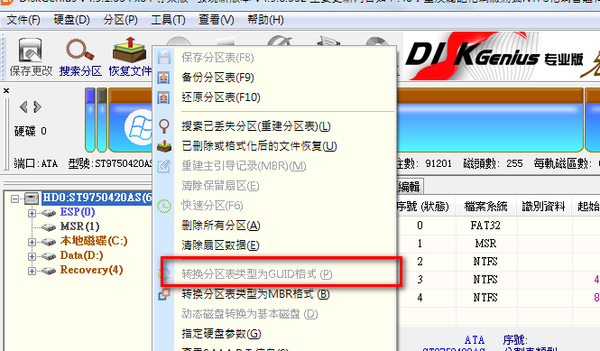 文件(F) 硬盘(D) 分区(P) 工具(T) 查看(V) 帮助(H)
保存更改 搜索分区 恢复文件
DISKGenius 专业版
保存分区表(F8)
备份分区表(F9)
还原分区表(F10)
搜索已丢失分区(重建分区表)(L)
已删除或格式化后的文件恢复(U)
重建主引导记录(MBR)(M)
清除保留扇区(E)
快速分区(F6)
删除所有分区(A)
清除扇区数据(E)
转换分区表类型为GUID格式 (P)
转换分区表类型为MBR格式 (B)
动态磁盘转换为基本磁盘 (D)
指定硬盘参数(G)
硬碟 0
端口:ATA 型號:ST9750420AS
柱數: 91201 磁頭數: 255 每軌磁區數:
HD0:ST9750420AS(6
ESP(0)
MSR(1)
本地磁碟(C:)
Data(D:)
Recovery(4)
编辑
序號 (狀態) 檔案系統 識別資料 起始
0 FAT32
1 MSR
2 NTFS
3 NTFS 4
4 NTFS 8
ATA 序號: